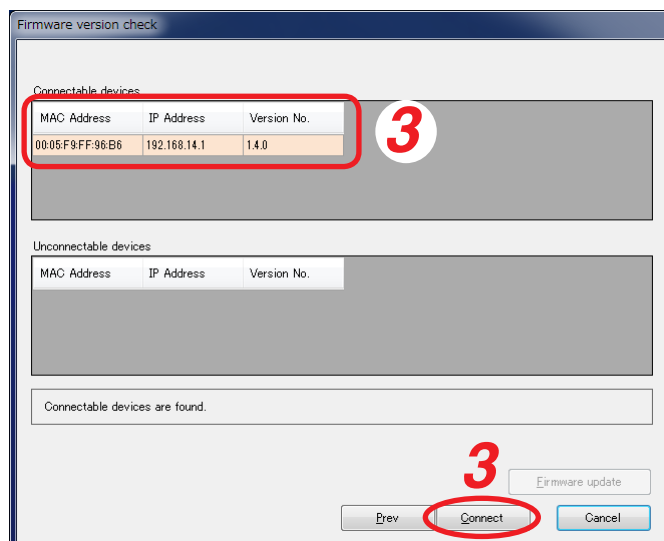 Firmware version check
Connectable devices
MAC Address IP Address Version No.
00:05:F9:FF:96:B6 192.168.14.1 1.4.0
3
Unconnectable devices
MAC Address IP Address Version No.
Connectable devices are found.
3
Firmware update
Prev Connect Cancel